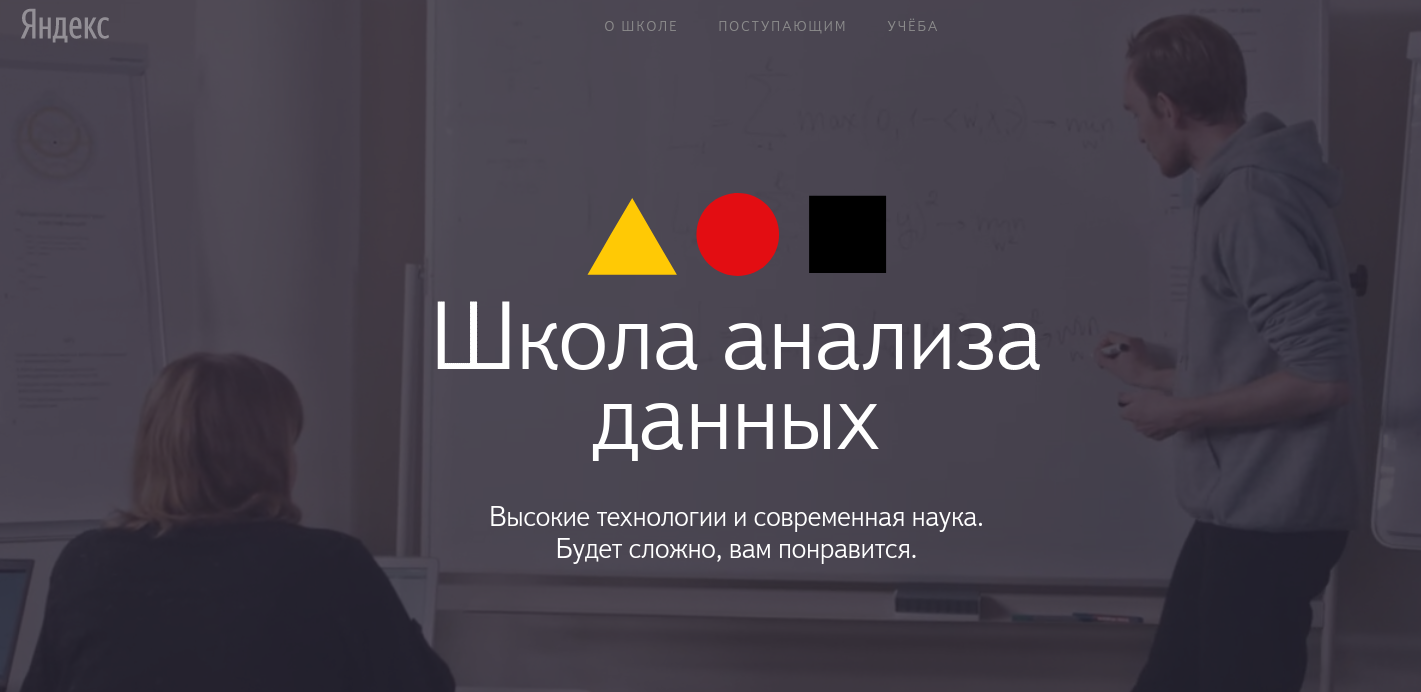 Яндекс
О ШКОЛЕ ПОСТУПАЮЩИМ УЧЁБА
Школа анализа
данных
Высокие технологии и современная наука.
Будет сложно, вам понравится.